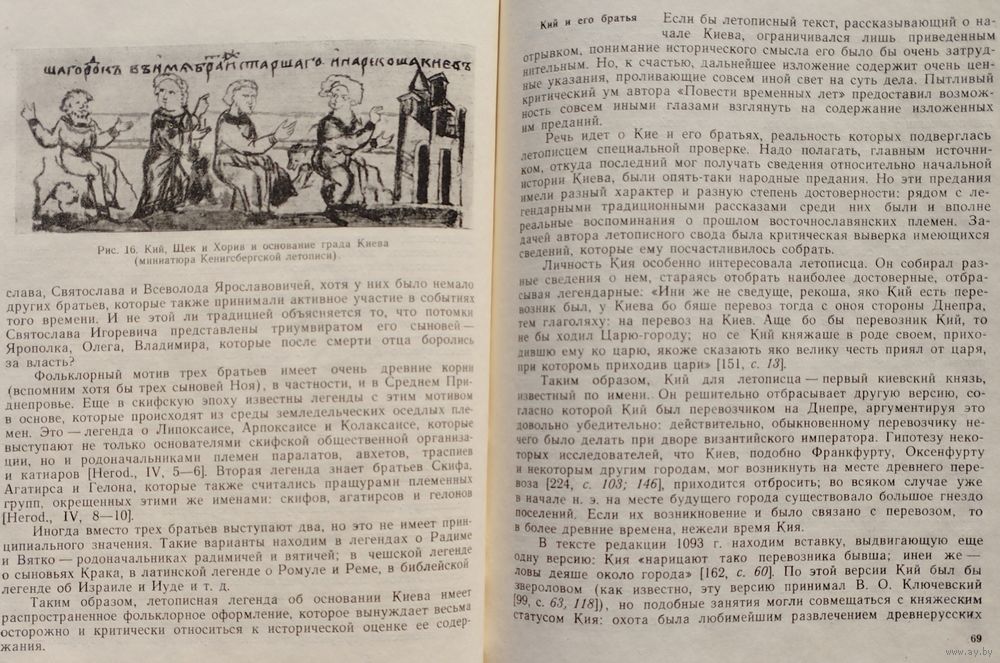 ШАГОРОКЪ ВЪИМѦ БРАТ СТАРШАГО ИНАРЕКОШАКИЕВЪ
Рис. 16. Кий, Щек и Хорив и основание града Киева
(миниатюра Кенигсбергской летописи)
слава, Святослава и Всеволода Ярославовичей, хотя у них было немало
других братьев, которые также принимали активное участие в событиях
того времени. И не этой ли традицией объясняется то, что потомки
Святослава Игоревича представлены триумвиратом его сыновей —
Ярополка, Олега, Владимира, которые после смерти отца боролись
за власть?
Фольклорный мотив трех братьев имеет очень древние корни
(вспомним хотя бы трех сыновей Ноя), в частности, и в Среднем При-
днепровье. Еще в скифскую эпоху известны легенды с этим мотивом
в основе, которые происходят из среды земледельческих оседлых пле-
мен. Это — легенда о Липоксаисе, Арпоксаисе и Колаксаисе, которые
выступают не только основателями скифской общественной организа-
ции, но и родоначальниками племен паралатов, авхетов, траспиев
и катиаров [Herod., IV, 5—6]. Вторая легенда знает братьев Скифа,
Агатирса и Гелона, которые также считались пращурами племенных
групп, окрещенных этими же именами: скифов, агатирсов и гелонов
[Herod., IV, 8—10].
Иногда вместо трех братьев выступают два, но это не имеет прин-
ципиального значения. Такие варианты находим в легендах о Радиме
и Вятко — родоначальниках радимичей и вятичей; в чешской легенде
о сыновьях Крака, в латинской легенде о Ромуле и Реме, в библейской
легенде об Израиле и Иуде и т. д.
Таким образом, летописная легенда об основании Киева имеет
распространенное фольклорное оформление, которое вынуждает весьма
осторожно и критически относиться к исторической оценке ее содер-
жания.
Кий и его братья Если бы летописный текст, рассказывающий о на-
чале Киева, ограничивался лишь приведенным
отрывком, понимание исторического смысла его было бы очень затруд-
нительным. Но, к счастью, дальнейшее изложение содержит очень цен-
ные указания, проливающие совсем иной свет на суть дела. Пытливый
критический ум автора «Повести временных лет» предоставил возмож-
ность совсем иными глазами взглянуть на содержание изложенных
им преданий.
Речь идет о Кие и его братьях, реальность которых подверглась
летописцем специальной проверке. Надо полагать, главным источни-
ком, откуда последний мог получать сведения относительно начальной
истории Киева, были опять-таки народные предания. Но эти предания
имели разный характер и разную степень достоверности: рядом с ле-
гендарными традиционными рассказами среди них были и вполне
реальные воспоминания о прошлом восточнославянских племен. За-
дачей автора летописного свода была критическая выверка имеющихся
сведений, которые ему посчастливилось собрать.
Личность Кия особенно интересовала летописца. Он собирал раз-
ные сведения о нем, стараясь отобрать наиболее достоверные, отбра-
сывая легендарные: «Ини же не сведуще, рекоша, яко Кий есть пере-
возник был, у Киева бо бяше перевоз тогда с оноя стороны Днепра,
тем глаголяху: на перевоз на Киев. Аще бо бы перевозник Кий, то
не бы ходил Царю-городу; но се Кий княжаше в роде своем, прихо-
дившю ему ко царю, якоже сказають яко велику честь приял от царя,
при которомь приходив цари» [151, с. 13].
Таким образом, Кий для летописца — первый киевский князь,
известный по имени. Он решительно отбрасывает другую версию, со-
гласно которой Кий был перевозчиком на Днепре, аргументируя это
довольно убедительно: действительно, обыкновенному перевозчику не-
чего было делать при дворе византийского императора. Гипотезу неко-
торых исследователей, что Киев, подобно Франкфурту, Оксенфурту
и некоторым другим городам, мог возникнуть на месте древнего пере-
воза [224, с. 103; 146], приходится отбросить; во всяком случае уже
в начале н. э. на месте будущего города существовало большое гнездо
поселений. Если их возникновение и было связано с перевозом, то
в более древние времена, нежели время Кия.
В тексте редакции 1093 г. находим вставку, выдвигающую еще
одну версию: Кия «нарицают тако перевозника бывша; инеи же —
ловы деяше около города» [162, с. 60]. По этой версии Кий был бы
звероловом (как известно, эту версию принимал В. О. Ключевский
[99, с. 63, 118]), но подобные занятия могли совмещаться с княжеским
статусом Кия: охота была любимейшим развлечением древнерусских
69
www.ay.by